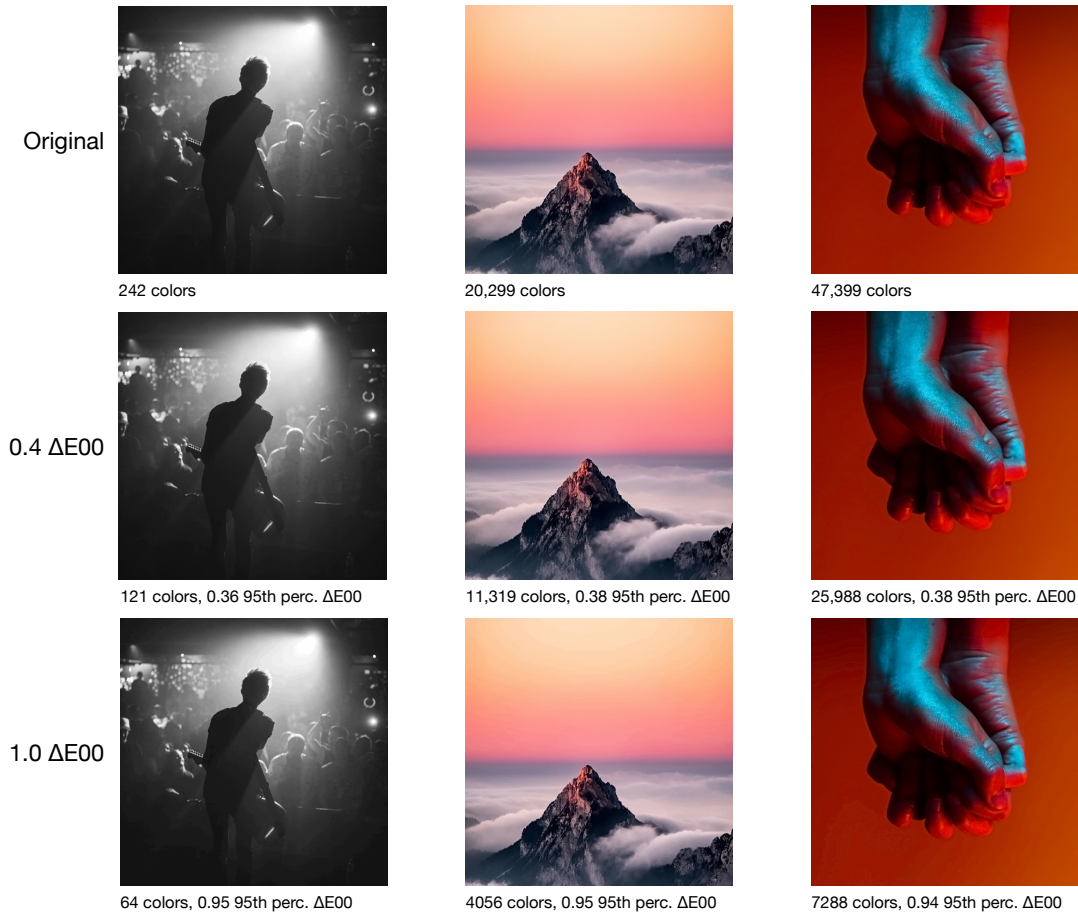 Original
242 colors
20,299 colors
47,399 colors
0.4 ΔE00
121 colors, 0.36 95th perc. ΔE00
11,319 colors, 0.38 95th perc. ΔE00
25,988 colors, 0.38 95th perc. ΔE00
1.0 ΔE00
64 colors, 0.95 95th perc. ΔE00
4056 colors, 0.95 95th perc. ΔE00
7288 colors, 0.94 95th perc. ΔE00